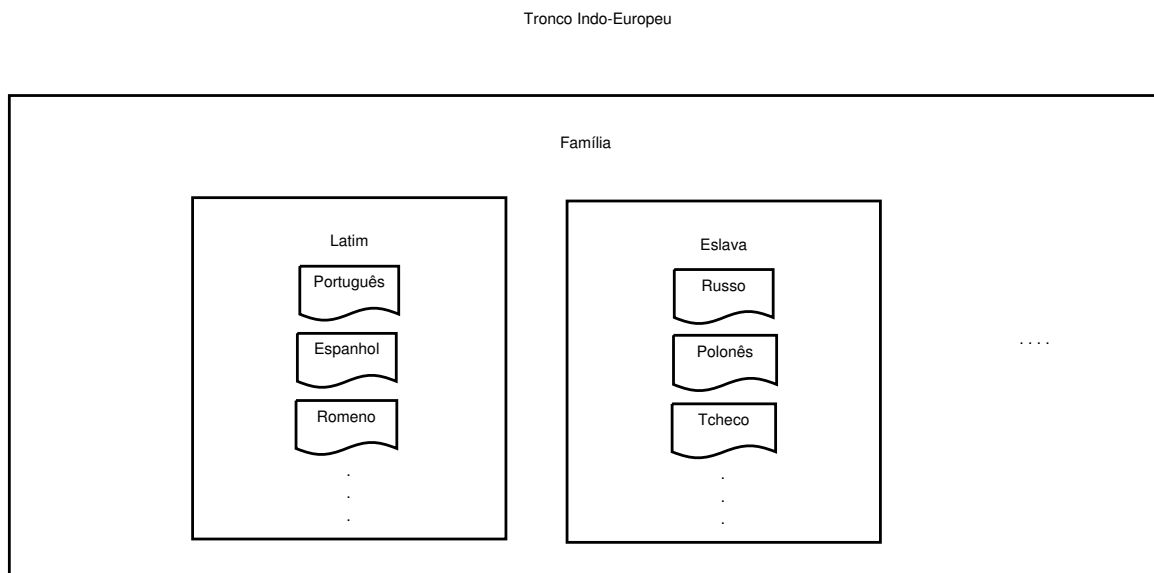 Tronco Indo-Europeu
Família
Latim
Português
Espanhol
Romeno
.
.
.
Eslava
Russo
Polonês
Tcheco
.
.
.
. . . .